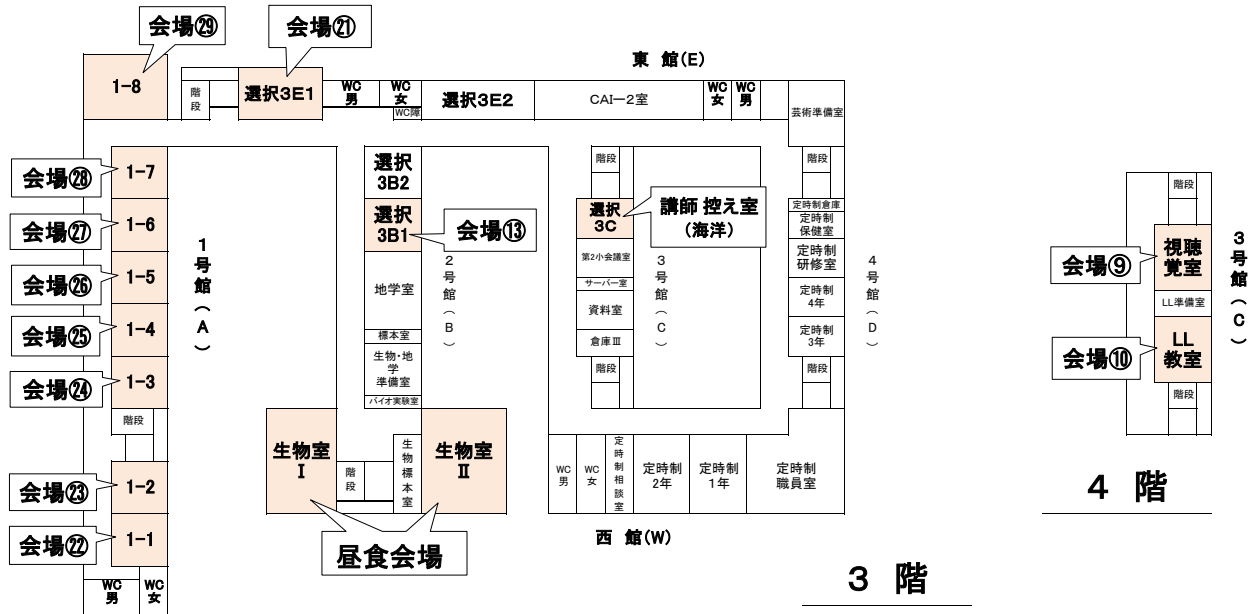 会場㉙
会場㉑
東 館(E)
1-8
階段
選択3E1
WC男
WC女
WC障
選択3E2
CAI-2室
WC女
WC男
芸術準備室
会場㉘
1-7
会場㉗
1-6
会場㉖
1-5
会場㉕
1-4
会場㉔
1-3
階段
会場㉓
1-2
会場㉒
1-1
WC男
WC女
1号館(A)
選択
3B2
選択
3B1
会場⑬
地学室
標本室
生物・地
学
準備室
バイオ実験室
2号館(B)
生物室
Ⅰ
階段
生物標本室
生物室
Ⅱ
昼食会場
階段
選択
3C
講師 控え室
(海洋)
第2小会議室
サーバー室
資料室
倉庫Ⅲ
階段
3号館(C)
階段
定時制倉庫
定時制
保健室
定時制
研修室
定時制
4年
定時制
3年
階段
4号館(D)
WC男
WC女
定時制相談室
定時制
2年
定時制
1年
定時制
職員室
西 館(W)
3 階
階段
会場⑨
視聴
覚室
LL準備室
会場⑩
LL
教室
階段
3号館(C)
4 階